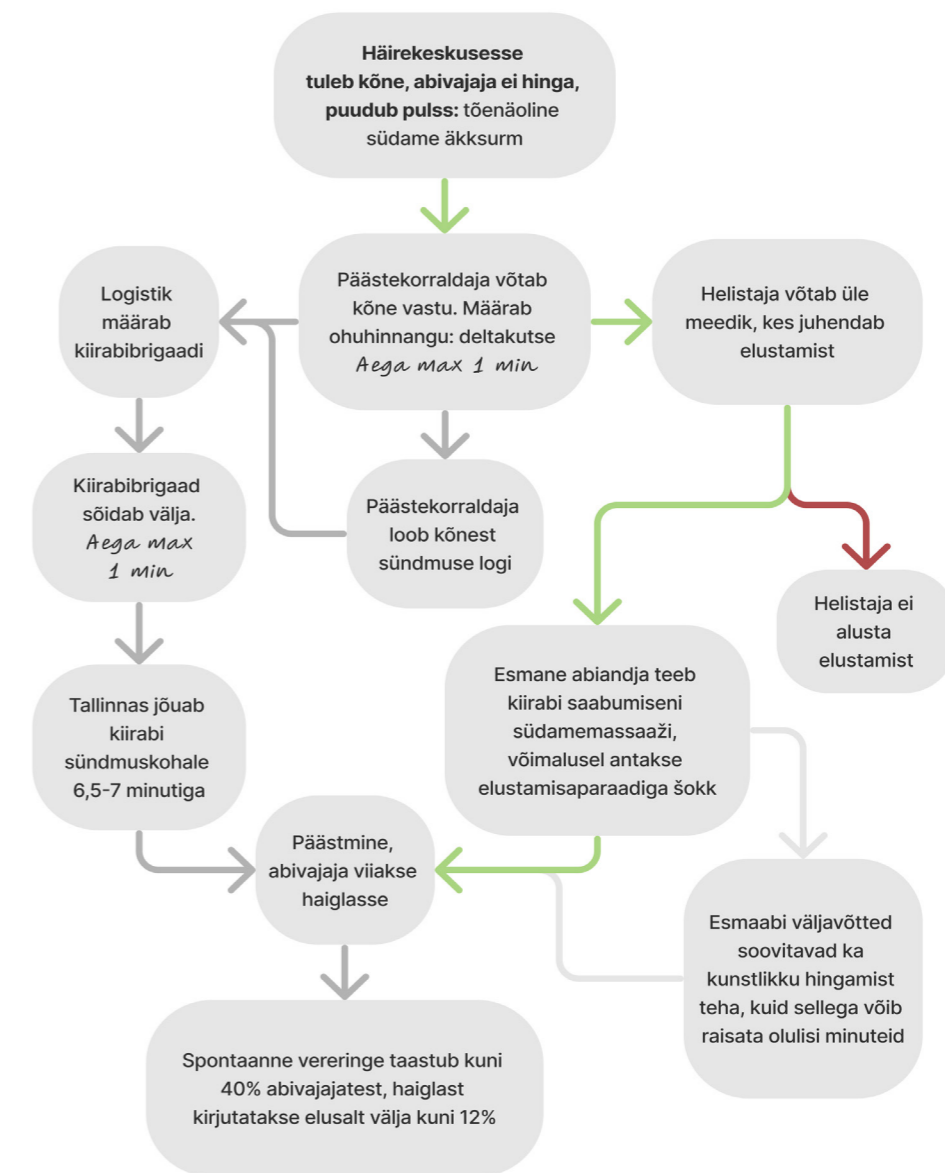 Häirekeskusesse
tuleb kõne, abivajaja ei hinga,
puudub pulss: tõenäoline
südame äkksurm
Logistik
määrab
kiirabibrigaadi
Päästekorraldaja võtab
kõne vastu. Määrab
ohuhinnangu: deltakutse
Aega max 1 min
Helistaja võtab üle
meedik, kes juhendab
elustamist
Kiirabibrigaad
sõidab välja.
Aega max
1 min
Päästekorraldaja
loob kõnest
sündmuse logi
Helistaja ei
alusta
elustamist
Tallinnas jõuab
kiirabi
sündmuskohale
6,5-7 minutiga
Esmane abiandja teeb
kiirabi saabumiseni
südamemassaaži,
võimalusel antakse
elustamisaparaadiga šokk
Päästmine,
abivajaja viiakse
haiglasse
Esmaabi väljavõtted
soovitavad ka
kunstlikku hingamist
teha, kuid sellega võib
raisata olulisi minuteid
Spontaanne vereringe taastub kuni
40% abivajajatest, haiglast
kirjutatakse elusalt välja kuni 12%